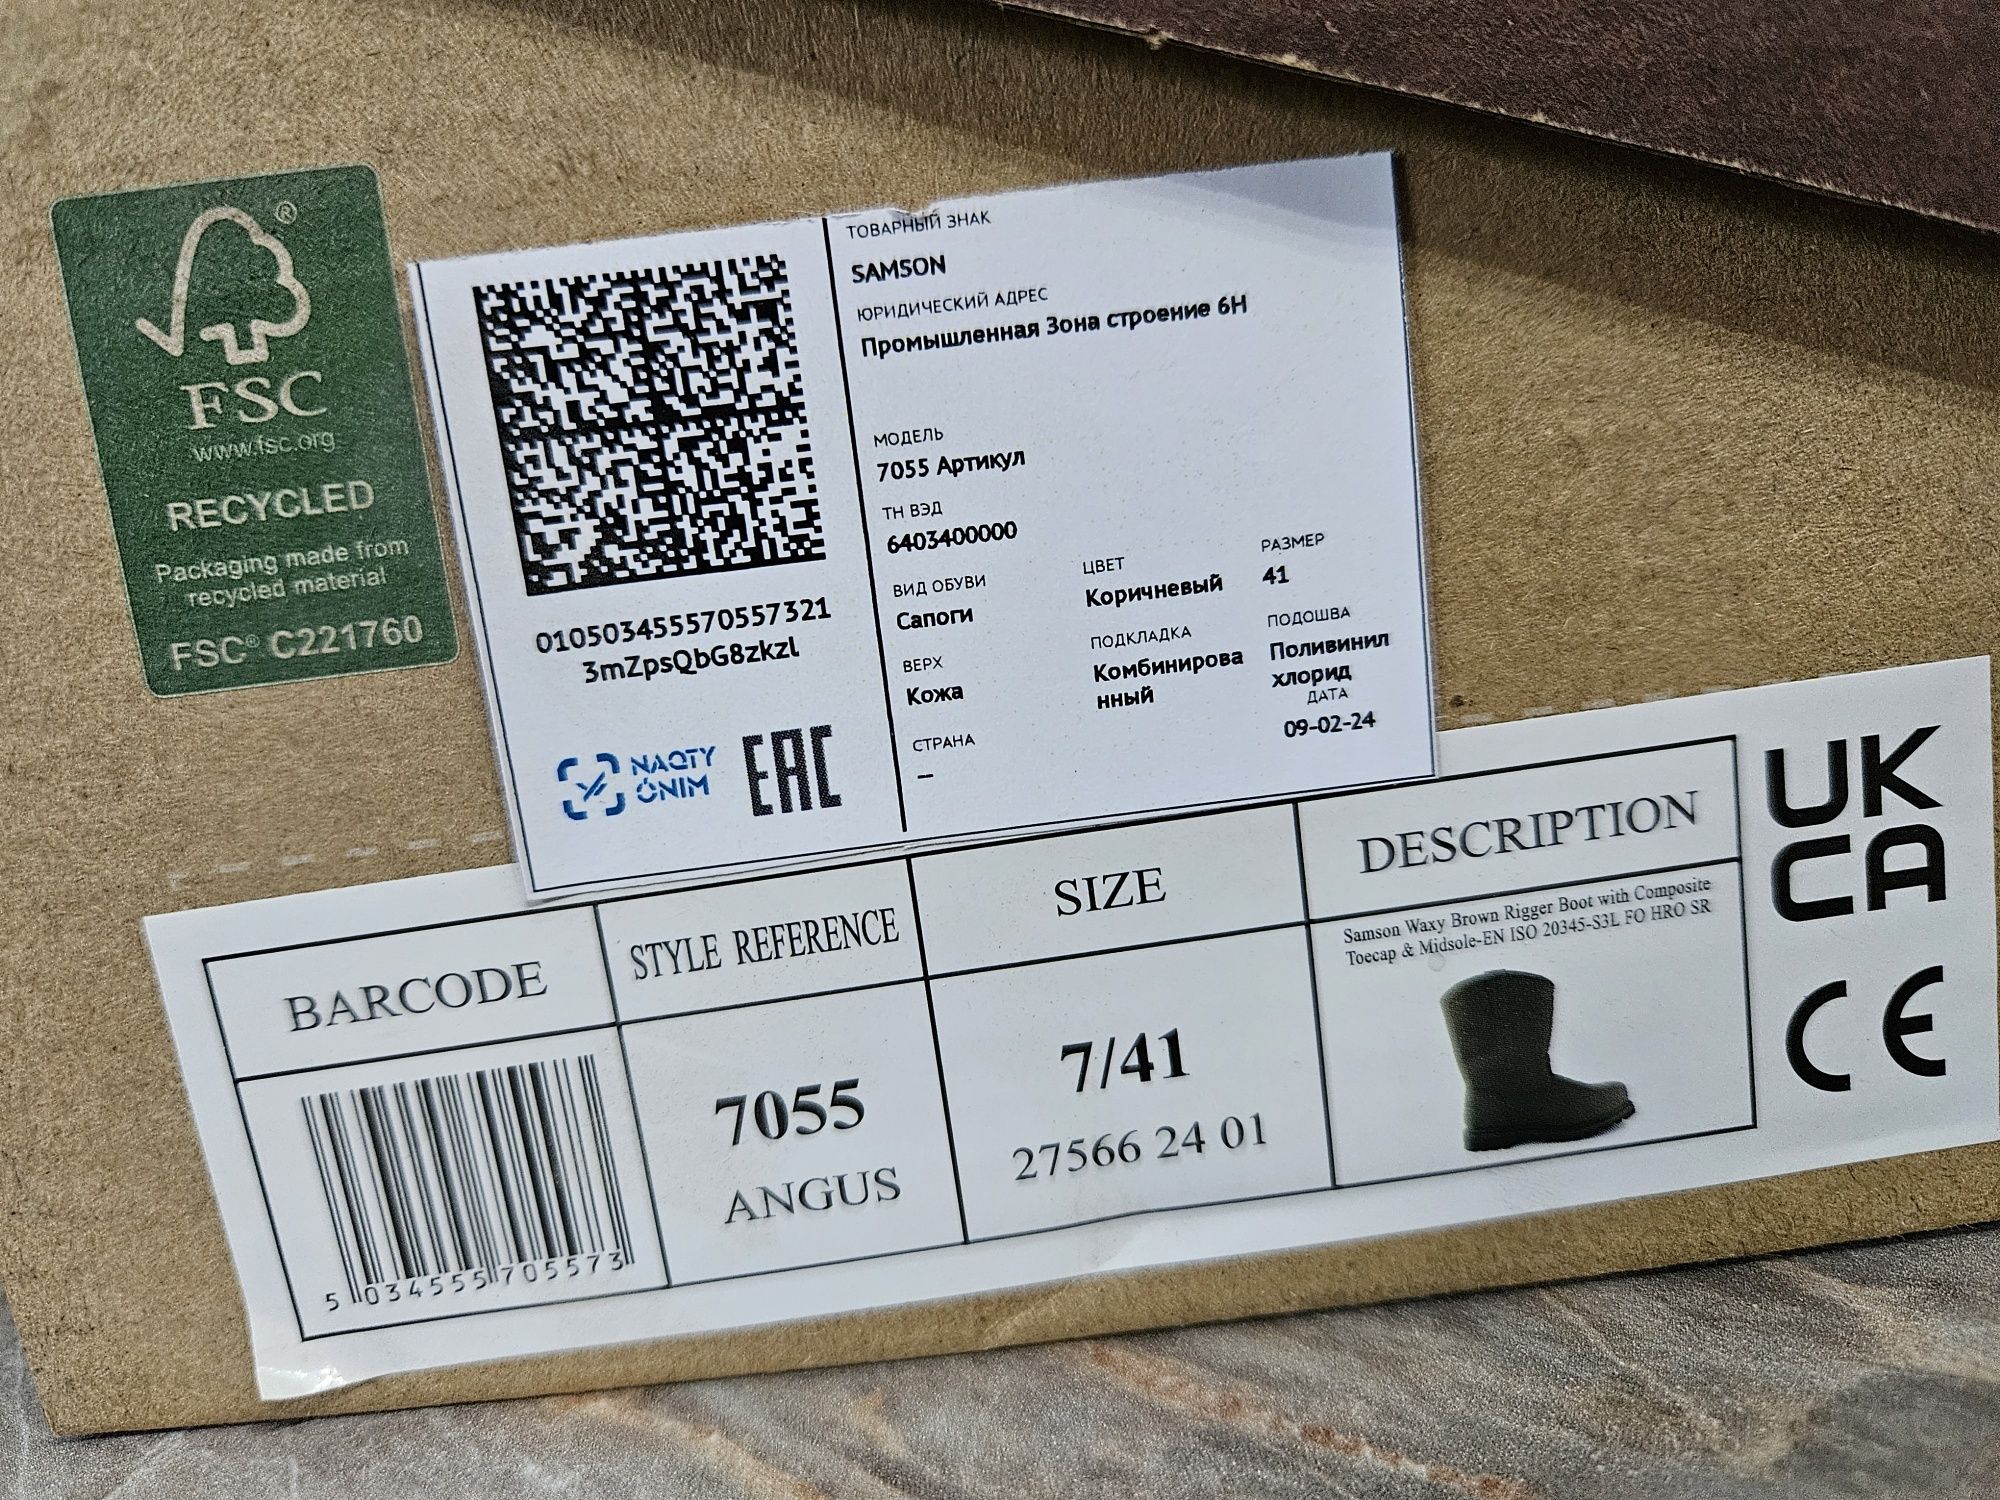 ®
FSC
www.fsc.org
RECYCLED
Packaging made from
recycled material
FSC® C221760
010503455570557321
3mZpsQbG8zkzl
NAQTY
ÓNIM
EAC
ТОВАРНЫЙ ЗНАК
SAMSON
ЮРИДИЧЕСКИЙ АДРЕС
Промышленная Зона строение 6Н
МОДЕЛЬ
7055 Артикул
ТН ВЭД
6403400000
ВИД ОБУВИ
Сапоги
ЦВЕТ
Коричневый
РАЗМЕР
41
ВЕРХ
Кожа
ПОДКЛАДКА
Комбинирова
нный
ПОДОШВА
Поливинил
хлорид
СТРАНА
–
ДАТА
09-02-24
BARCODE
STYLE REFERENCE
SIZE
DESCRIPTION
5 034555 705573
7055
ANGUS
7/41
27566 24 01
Samson Waxy Brown Rigger Boot with Composite
Toecap & Midsole-EN ISO 20345-S3L FO HRO SR
UK
CA
CE